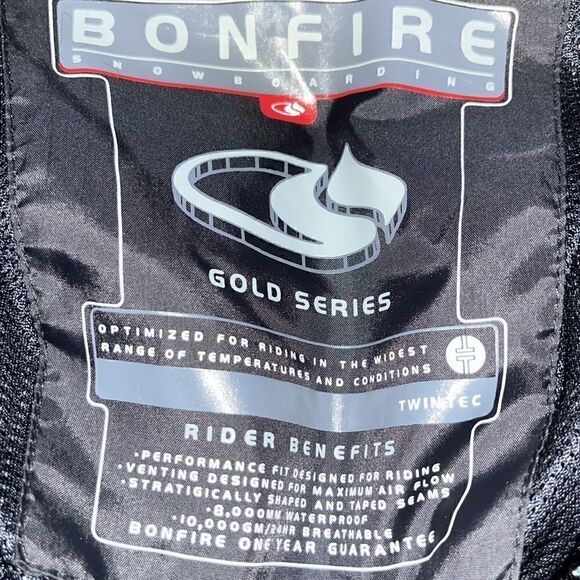 BONFIRE
SNOWBOARDING
GOLD SERIES
OPTIMIZED FOR RIDING IN THE WIDEST
RANGE OF TEMPERATURES AND CONDITIONS
TWINTEC
RIDER BENEFITS
•PERFORMANCE FIT DESIGNED FOR RIDING
•VENTING DESIGNED FOR MAXIMUM AIR FLOW
•STRATIGICALLY SHAPED AND TAPED SEAMS
•8,000MM WATERPROOF
•10,000GM/24HR BREATHABLE
BONFIRE ONE YEAR GUARANTEE